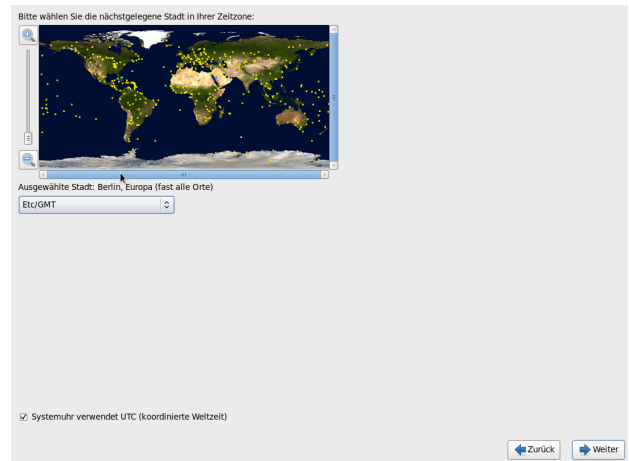 Bitte wählen Sie die nächstgelegene Stadt in Ihrer Zeitzone:
Ausgewählte Stadt: Berlin, Europa (fast alle Orte)
Etc/GMT
Systemuhr verwendet UTC (koordinierte Weltzeit)
Zurück
Weiter